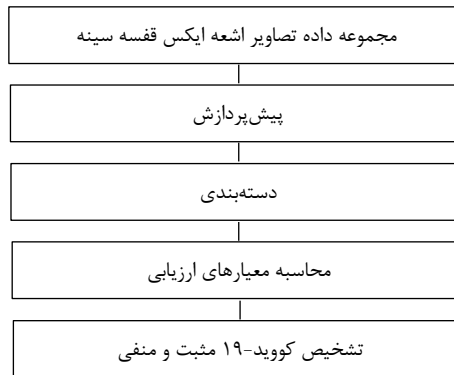 مجموعه داده تصاویر اشعه ایکس قفسه سینه
پیش‌پردازش
دسته‌بندی
محاسبه معیارهای ارزیابی
تشخیص کووید-۱۹ مثبت و منفی